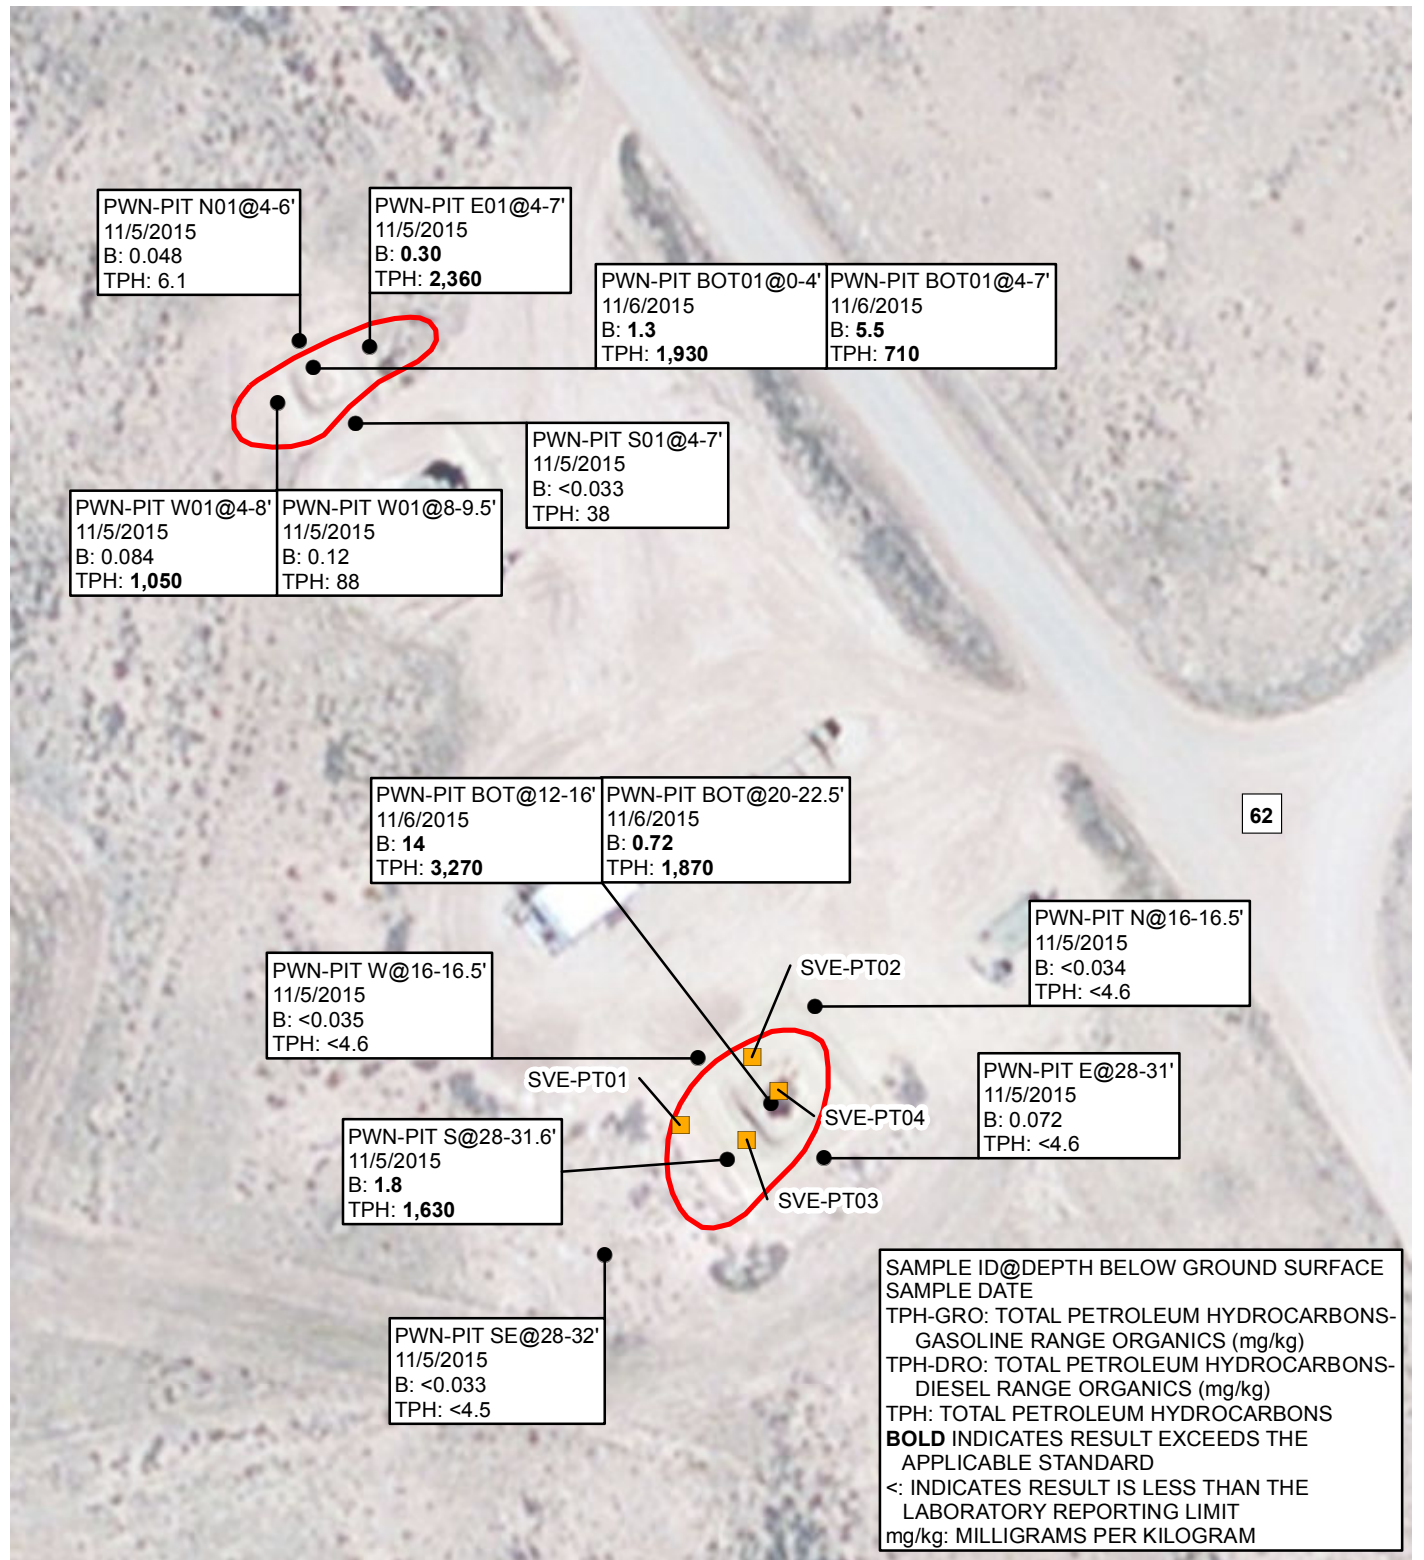 PWN-PIT N01@4-6'
11/5/2015
B: 0.048
TPH: 6.1
PWN-PIT E01@4-7'
11/5/2015
B: 0.30
TPH: 2,360
PWN-PIT BOT01@0-4'
11/6/2015
B: 1.3
TPH: 1,930
PWN-PIT BOT01@4-7'
11/6/2015
B: 5.5
TPH: 710
PWN-PIT S01@4-7'
11/5/2015
B: <0.033
TPH: 38
PWN-PIT W01@4-8'
11/5/2015
B: 0.084
TPH: 1,050
PWN-PIT W01@8-9.5'
11/5/2015
B: 0.12
TPH: 88
PWN-PIT BOT@12-16'
11/6/2015
B: 14
TPH: 3,270
PWN-PIT BOT@20-22.5'
11/6/2015
B: 0.72
TPH: 1,870
62
PWN-PIT N@16-16.5'
11/5/2015
B: <0.034
TPH: <4.6
SVE-PT02
PWN-PIT W@16-16.5'
11/5/2015
B: <0.035
TPH: <4.6
SVE-PT01
PWN-PIT E@28-31'
11/5/2015
B: 0.072
TPH: <4.6
SVE-PT04
PWN-PIT S@28-31.6'
11/5/2015
B: 1.8
TPH: 1,630
SVE-PT03
PWN-PIT SE@28-32'
11/5/2015
B: <0.033
TPH: <4.5
SAMPLE ID@DEPTH BELOW GROUND SURFACE
SAMPLE DATE
TPH-GRO: TOTAL PETROLEUM HYDROCARBONS-
GASOLINE RANGE ORGANICS (mg/kg)
TPH-DRO: TOTAL PETROLEUM HYDROCARBONS-
DIESEL RANGE ORGANICS (mg/kg)
TPH: TOTAL PETROLEUM HYDROCARBONS
BOLD INDICATES RESULT EXCEEDS THE
APPLICABLE STANDARD
<: INDICATES RESULT IS LESS THAN THE
LABORATORY REPORTING LIMIT
mg/kg: MILLIGRAMS PER KILOGRAM